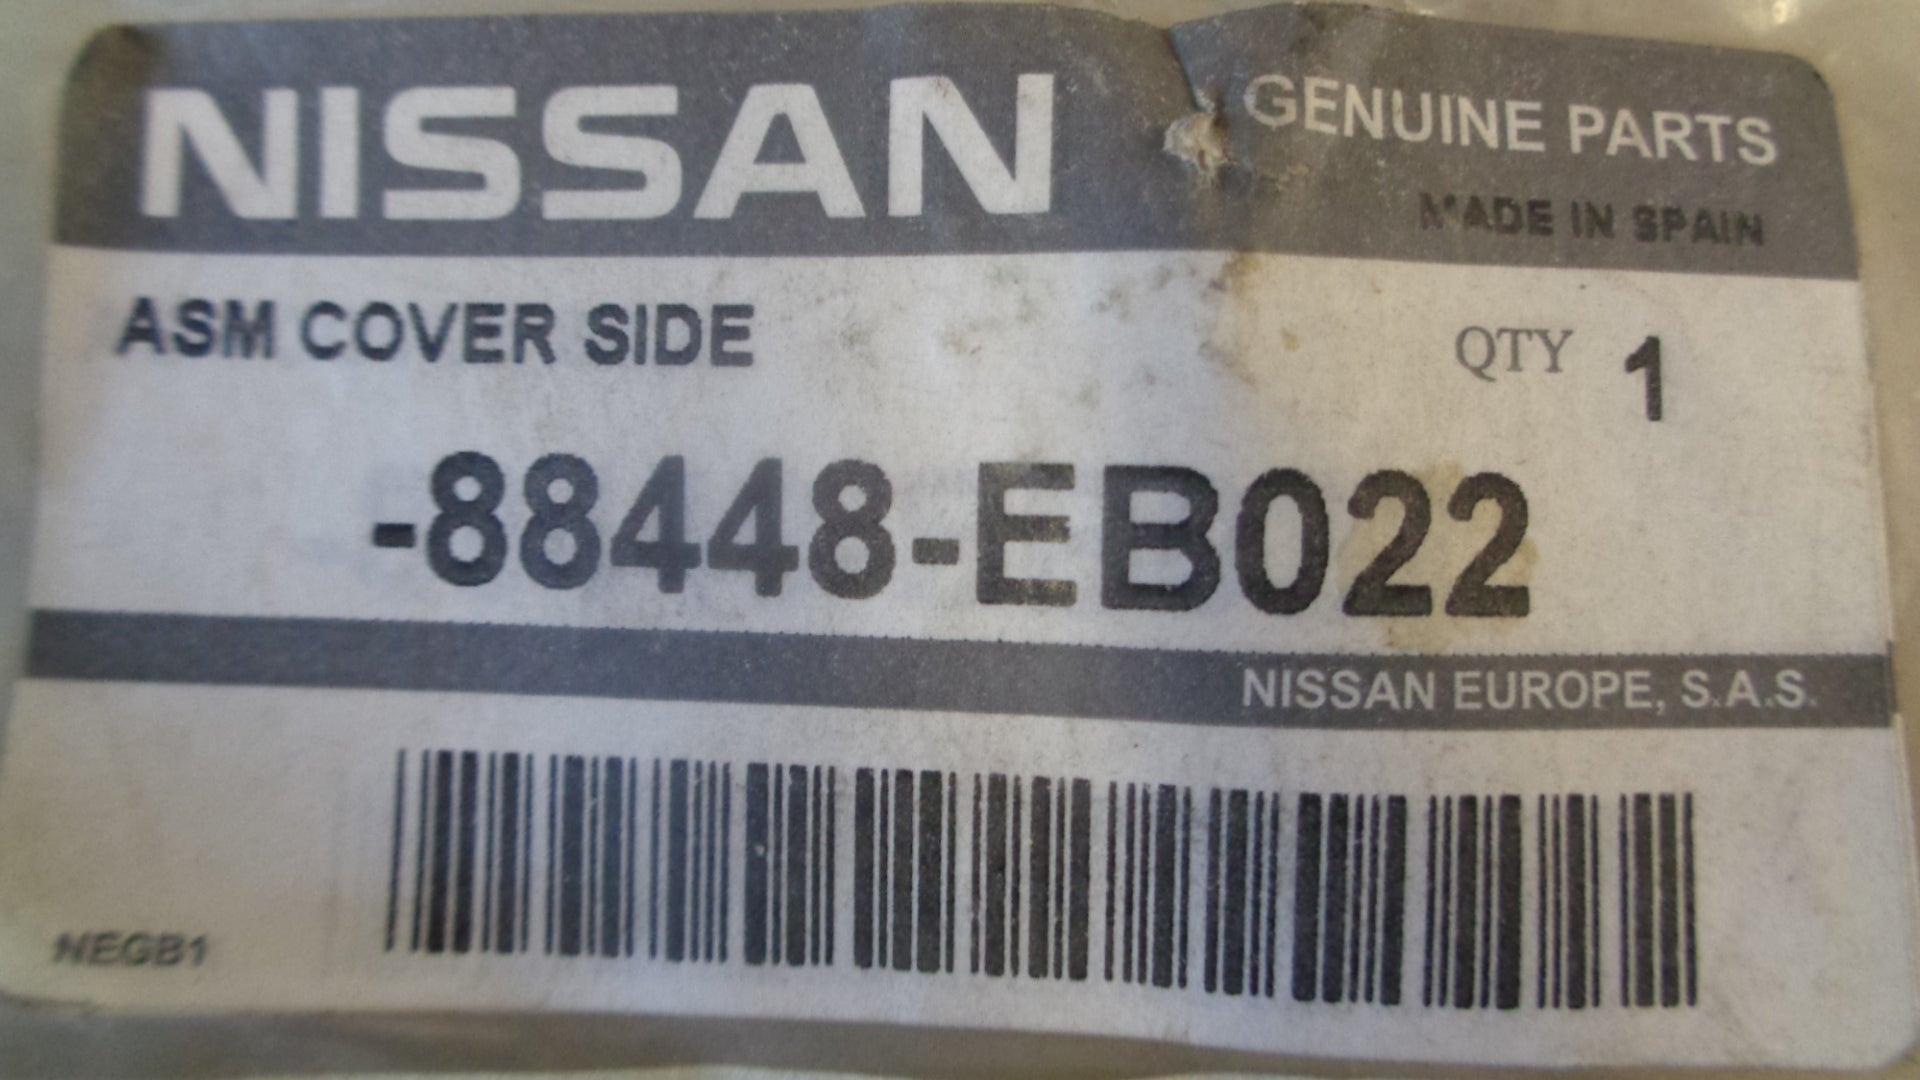 NISSAN
GENUINE PARTS
MADE IN SPAIN
ASM COVER SIDE
QTY 1
-88448-EB022
NISSAN EUROPE, S.A.S.
NEGB1